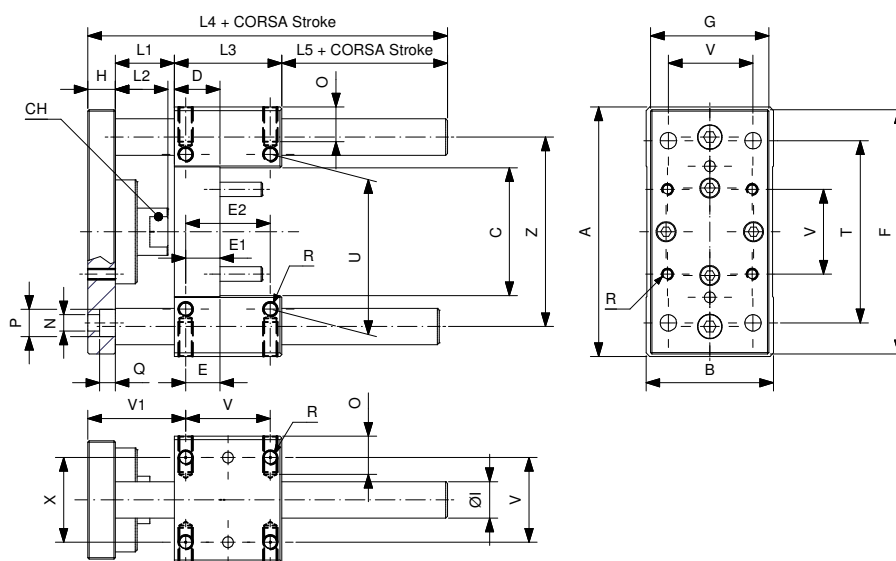 L4 + CORSA Stroke
L1
L3
L5 + CORSA Stroke
H
L2
D
O
CH
E2
E1
U
C
Z
R
P
N
Q
E
G
V
A
V
T
F
R
B
V1
V
O
R
X
ØI
V